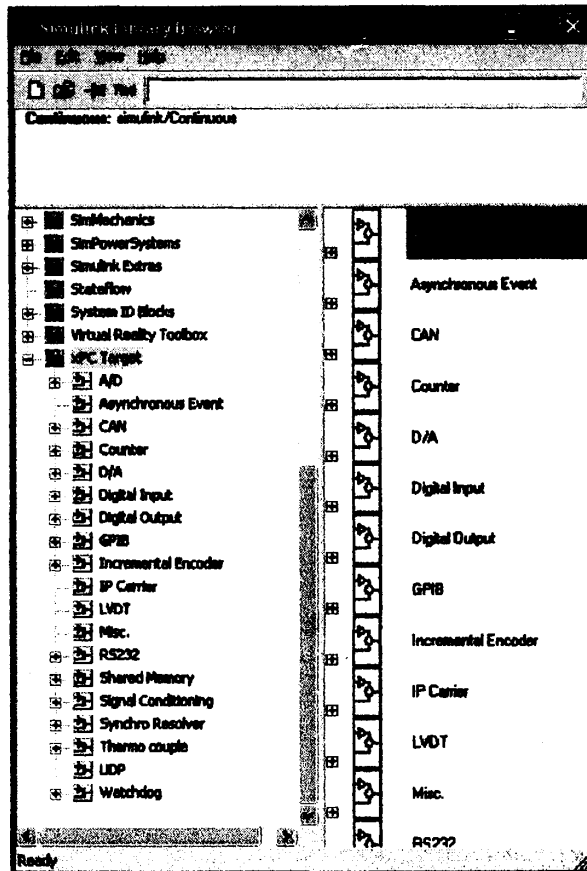 Simulink Library Browser
File Edit View Help
Find
Continuous: simulink/Continuous
SimMechanics
SimPowerSystems
Simulink Extras
Stateflow
System ID Blocks
Virtual Reality Toolbox
xPC Target
A/D
Asynchronous Event
CAN
Counter
D/A
Digital Input
Digital Output
GPIB
Incremental Encoder
IP Carrier
LVDT
Misc.
RS232
Shared Memory
Signal Conditioning
Synchro Resolver
Thermo couple
UDP
Watchdog
Asynchronous Event
CAN
Counter
D/A
Digital Input
Digital Output
GPIB
Incremental Encoder
IP Carrier
LVDT
Misc.
RS232
Ready